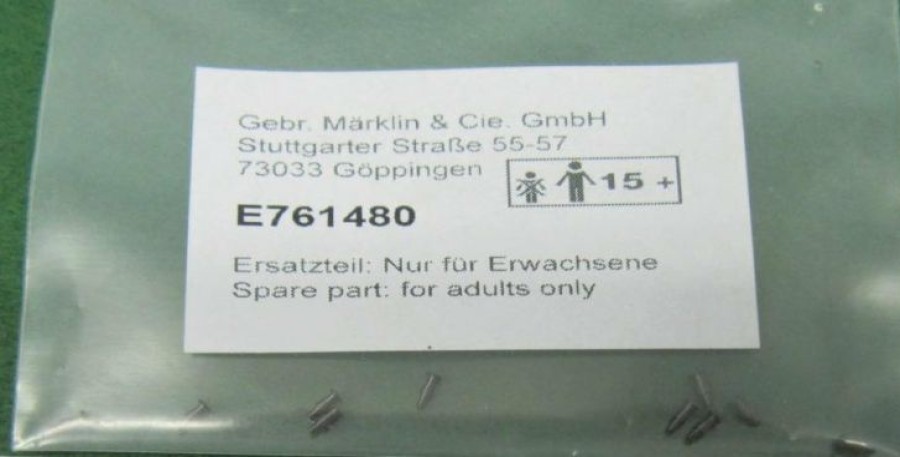 Gebr. Märklin & Cie. GmbH
Stuttgarter Straße 55-57
73033 Göppingen
15 +
E761480
Ersatzteil: Nur für Erwachsene
Spare part: for adults only